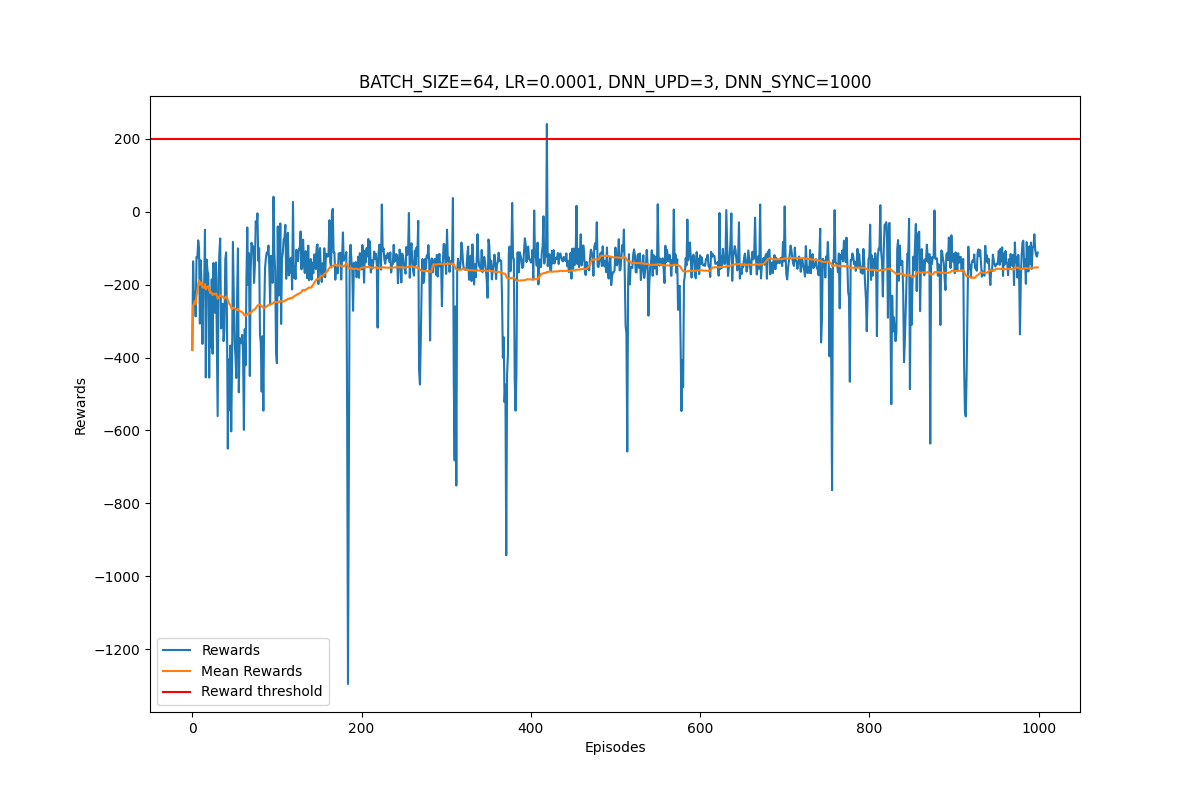 BATCH_SIZE=64, LR=0.0001, DNN_UPD=3, DNN_SYNC=1000
200
0
−200
−400
−600
−800
−1000
−1200
Rewards
Rewards
Mean Rewards
Reward threshold
0
200
400
600
800
1000
Episodes